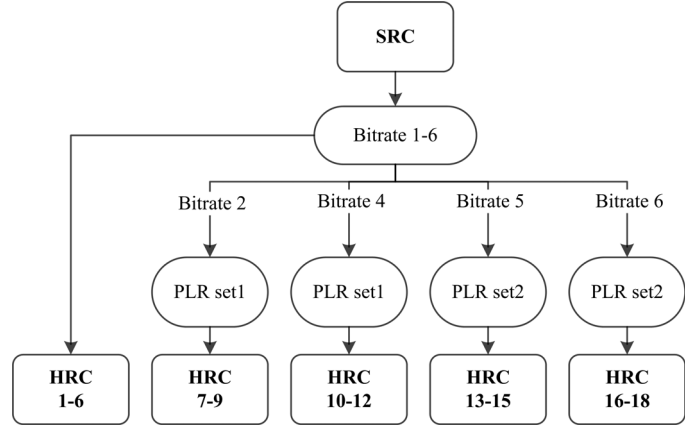 SRC
Bitrate 1-6
Bitrate 2
Bitrate 4
Bitrate 5
Bitrate 6
PLR set1
PLR set1
PLR set2
PLR set2
HRC
1-6
HRC
7-9
HRC
10-12
HRC
13-15
HRC
16-18